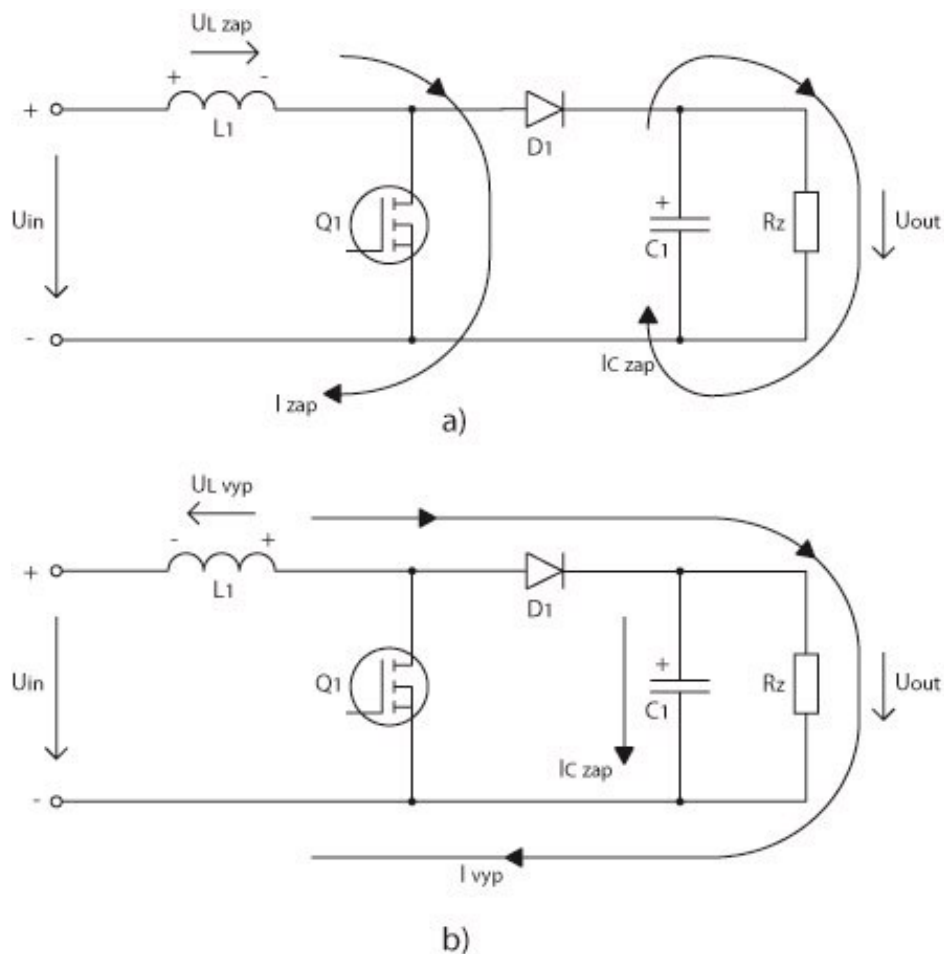 UL zap
+ -
+
L1
D1
Uin
Q1
+
C1
Rz
Uout
-
IC zap
I zap
a)
UL vyp
- +
+
L1
D1
Uin
Q1
+
C1
Rz
Uout
IC zap
-
I vyp
b)